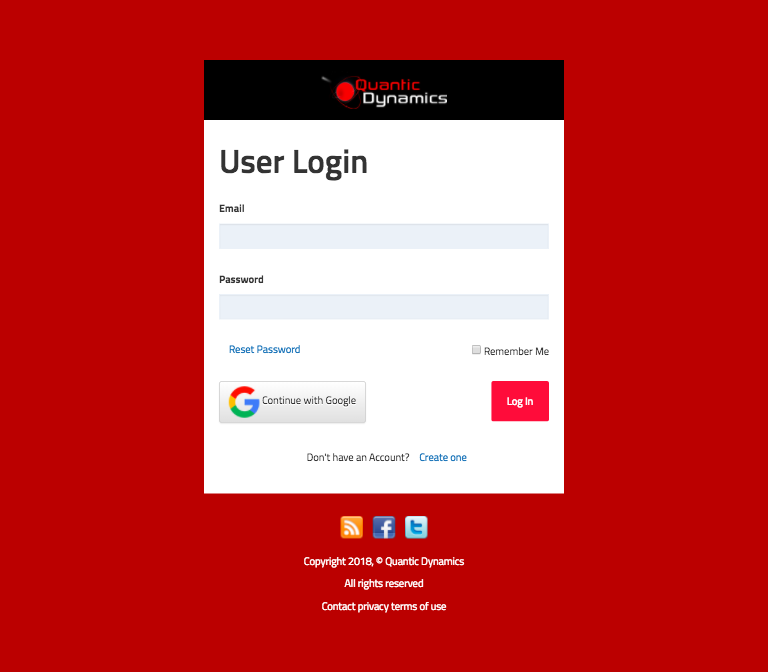 Quantic
Dynamics
User Login
Email
Password
Reset Password
Remember Me
Continue with Google
Log In
Don't have an Account? Create one
Copyright 2018, © Quantic Dynamics
All rights reserved
Contact privacy terms of use